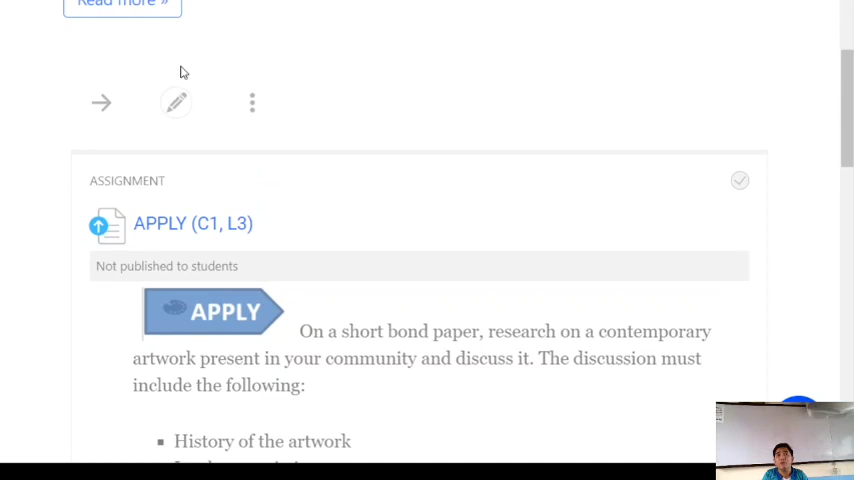 Read more »
ASSIGNMENT
APPLY (C1, L3)
Not published to students
APPLY
On a short bond paper, research on a contemporary
artwork present in your community and discuss it. The discussion must
include the following:
▪ History of the artwork